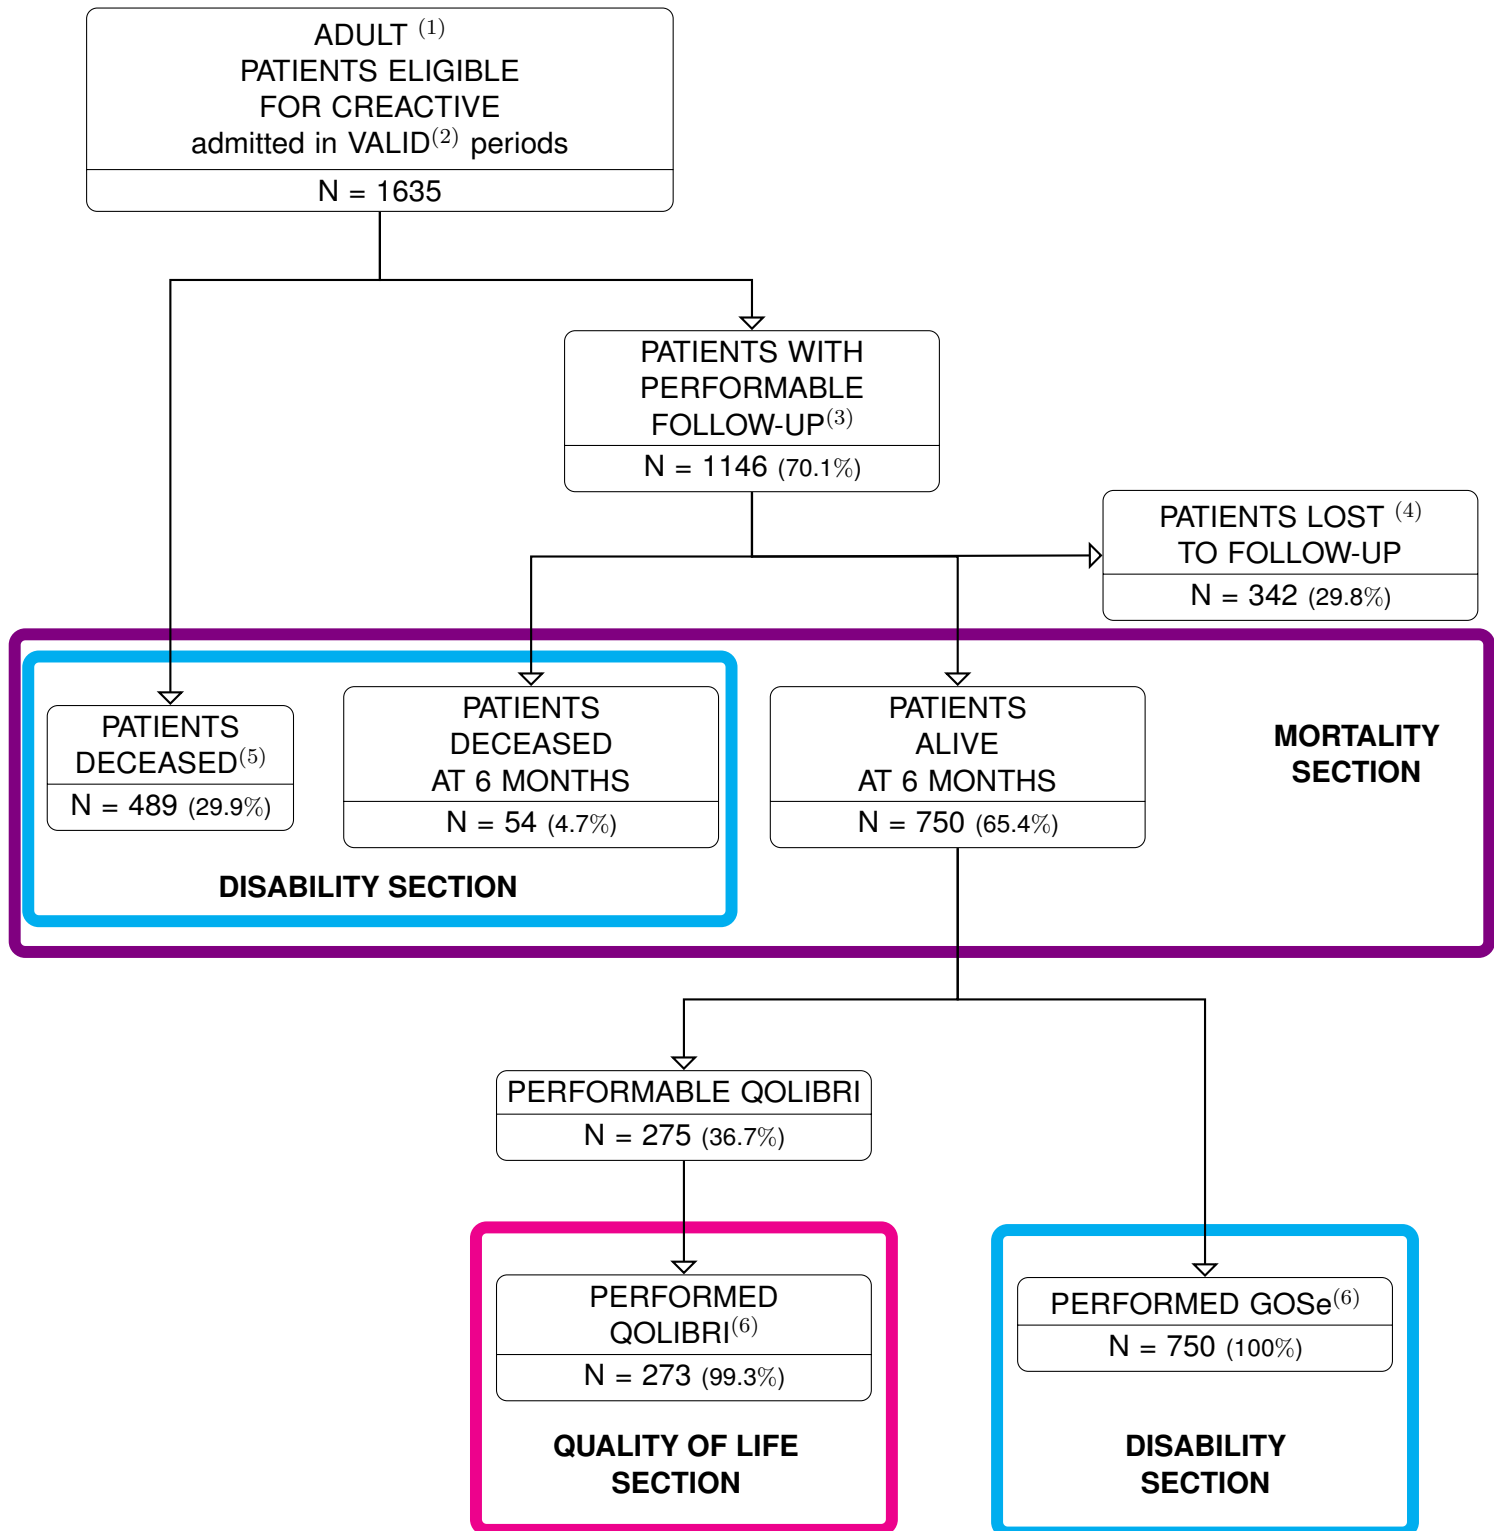 ADULT (1)
PATIENTS ELIGIBLE
FOR CREACTIVE
admitted in VALID(2) periods
N = 1635
PATIENTS WITH
PERFORMABLE
FOLLOW-UP(3)
N = 1146 (70.1%)
PATIENTS LOST (4)
TO FOLLOW-UP
N = 342 (29.8%)
PATIENTS
DECEASED(5)
N = 489 (29.9%)
PATIENTS
DECEASED
AT 6 MONTHS
N = 54 (4.7%)
PATIENTS
ALIVE
AT 6 MONTHS
N = 750 (65.4%)
MORTALITY
SECTION
DISABILITY SECTION
PERFORMABLE QOLIBRI
N = 275 (36.7%)
PERFORMED
QOLIBRI(6)
N = 273 (99.3%)
QUALITY OF LIFE
SECTION
PERFORMED GOSe(6)
N = 750 (100%)
DISABILITY
SECTION